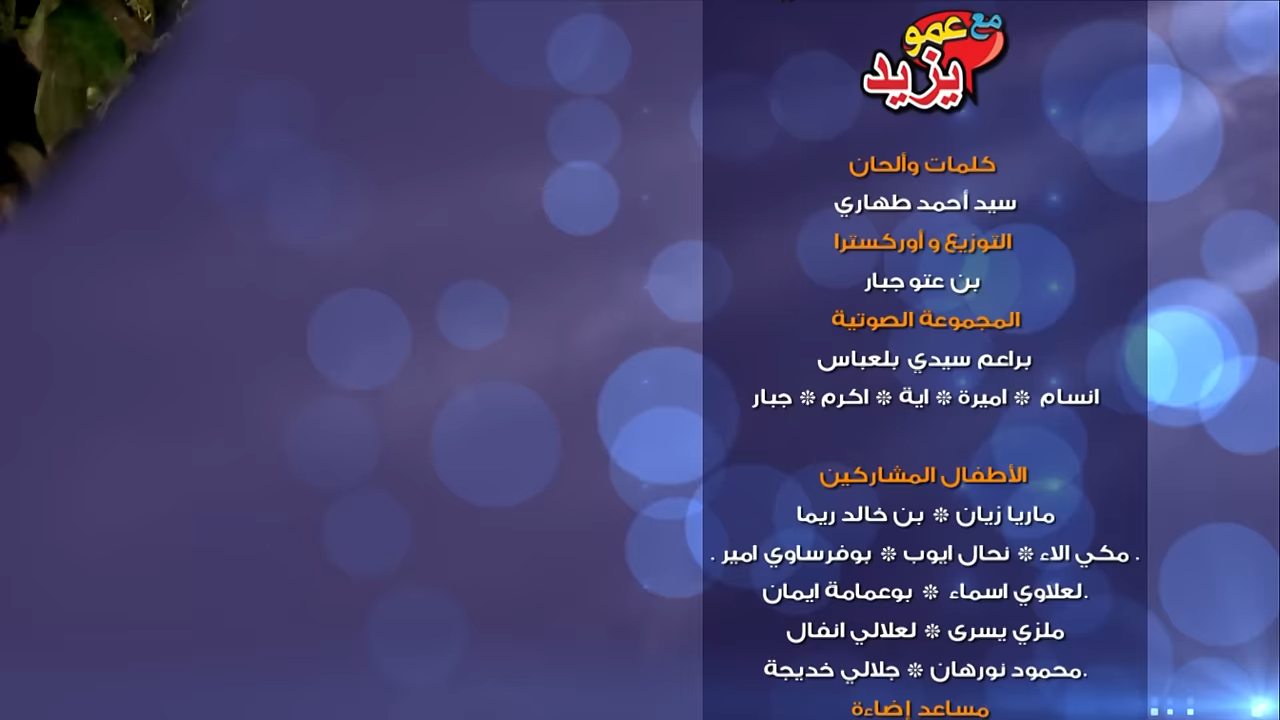 مع عمو
يزيد
كلمات وألحان
سيد أحمد طهاري
التوزيع و أوركسترا
بن عتو جبار
المجموعة الصوتية
براعم سيدي بلعباس
انسام ❊ اميرة ❊ اية ❊ اكرم ❊ جبار
الأطفال المشاركين
ماريا زيان ❊ بن خالد ريما
. مكي الاء ❊ نحال ايوب ❊ بوفرساوي امير .
.لعلاوي اسماء ❊ بوعمامة ايمان
ملزي يسرى ❊ لعلالي انفال
.محمود نورهان ❊ جلالي خديجة
مساعد إضاءة